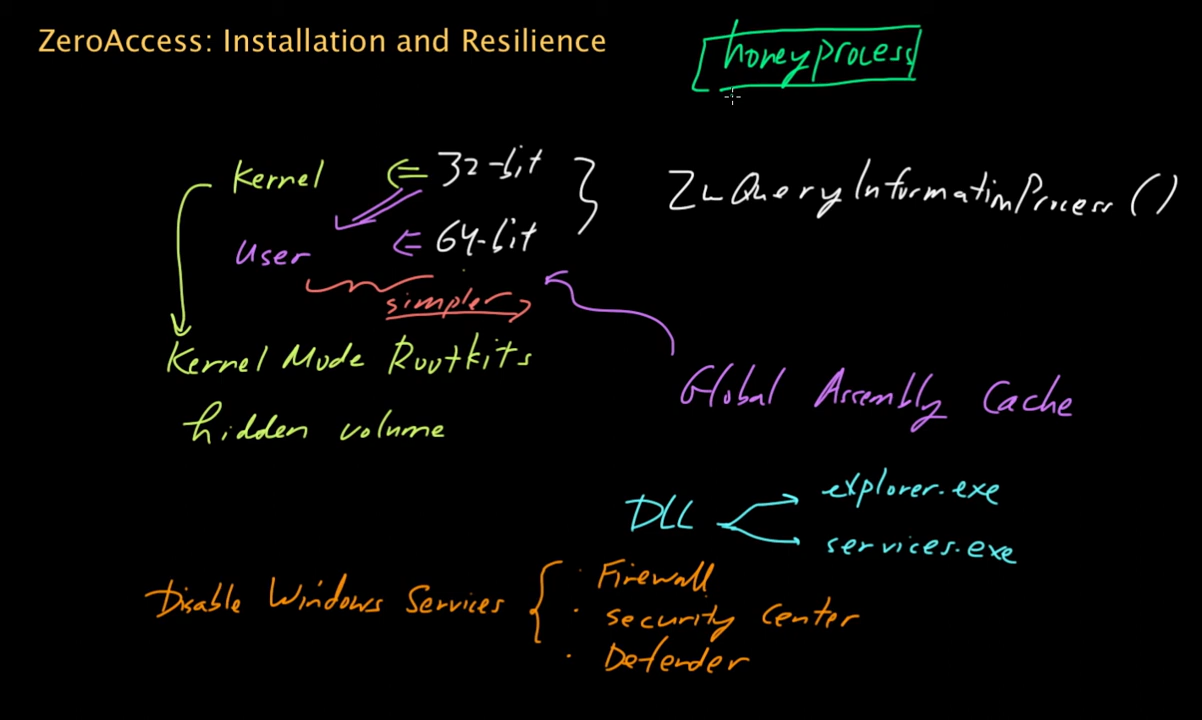 ZeroAccess: Installation and Resilience
honeyprocess
Kernel ⇐ 32-bit
ZwQueryInformationProcess ()
User ⇐ 64-bit
simpler
Kernel Mode Rootkits
Global Assembly Cache
hidden volume
DLL
explorer.exe
services.exe
Disable Windows Services
· Firewall
· Security Center
· Defender